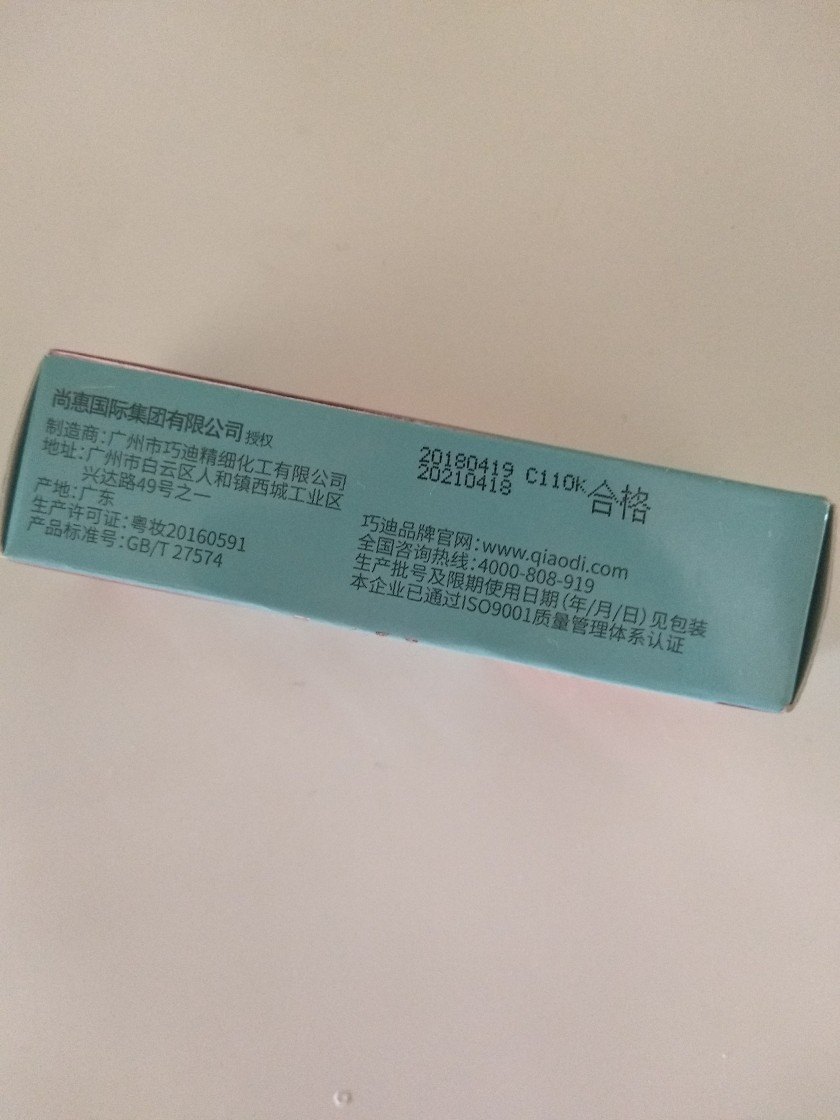 尚惠国际集团有限公司 授权
制造商：广州市巧迪精细化工有限公司
地址：广州市白云区人和镇西城工业区
兴达路49号之一
产地：广东
生产许可证：粤妆20160591
产品标准号：GB/T 27574
20180419 C110K 合格
20210418
巧迪品牌官网：www.qiaodi.com
全国咨询热线：4000-808-919
生产批号及限期使用日期（年/月/日）见包装
本企业已通过ISO9001质量管理体系认证